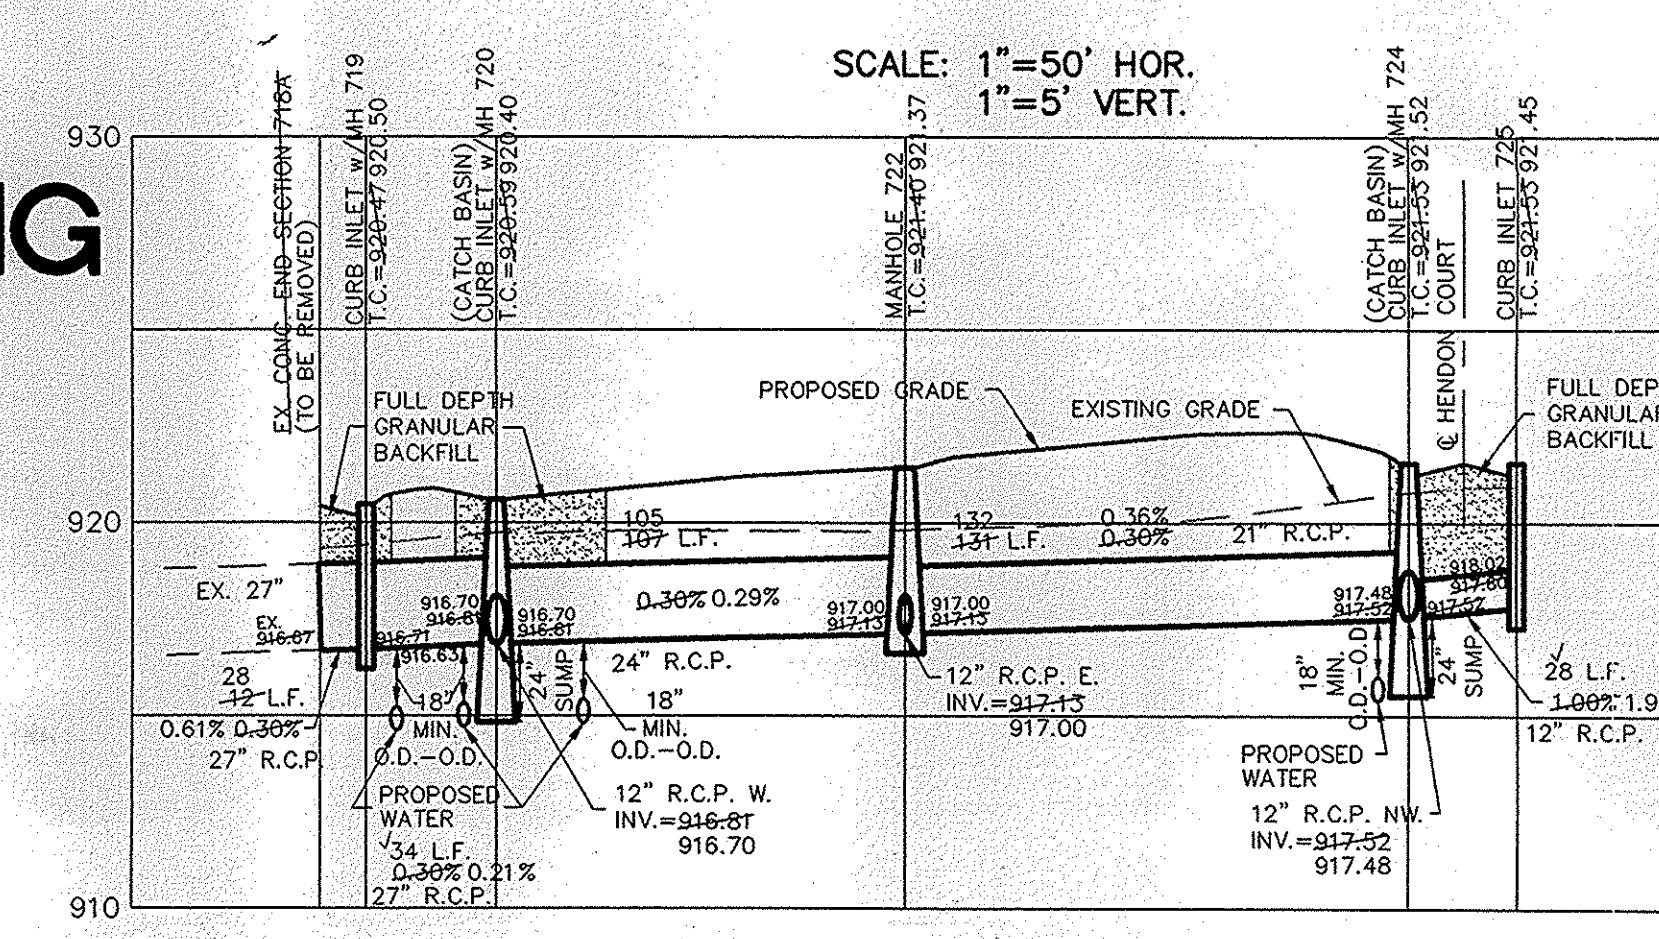 SCALE: 1"=50' HOR.
1"=5' VERT.
NG
930
920
910
EX. CONC. END SECTION 718A
(TO BE REMOVED)
CURB INLET w/MH 719
T.C.=920.47 920.50
(CATCH BASIN)
CURB INLET w/MH 720
T.C.=920.59 920.40
MANHOLE 722
T.C.=921.40 921.37
(CATCH BASIN)
CURB INLET w/MH 724
T.C.=921.53 921.52
℄ HENDON COURT
CURB INLET 725
T.C.=921.53 921.45
FULL DEPTH
GRANULAR
BACKFILL
PROPOSED GRADE
EXISTING GRADE
FULL DEP
GRANULAR
BACKFILL
105
107 L.F.
132
131 L.F.
0.36%
0.30%
21" R.C.P.
EX. 27"
EX.
916.67
916.71
916.63
916.70
916.81
916.70
916.81
0.30% 0.29%
917.00
917.13
917.00
917.13
917.48
917.52
918.02
917.80
917.57
28
12 L.F.
0.61% 0.30%
27" R.C.P.
18"
MIN.
O.D.-O.D.
24"
SUMP
24" R.C.P.
18"
MIN.
O.D.-O.D.
12" R.C.P. E.
INV.=917.13
917.00
18"
MIN.
O.D.-O.D.
24"
SUMP
√
28 L.F.
1.00% 1.9
12" R.C.P.
PROPOSED
WATER
√34 L.F.
0.30% 0.21%
27" R.C.P.
12" R.C.P. W.
INV.=916.81
916.70
PROPOSED
WATER
12" R.C.P. NW.
INV.=917.52
917.48